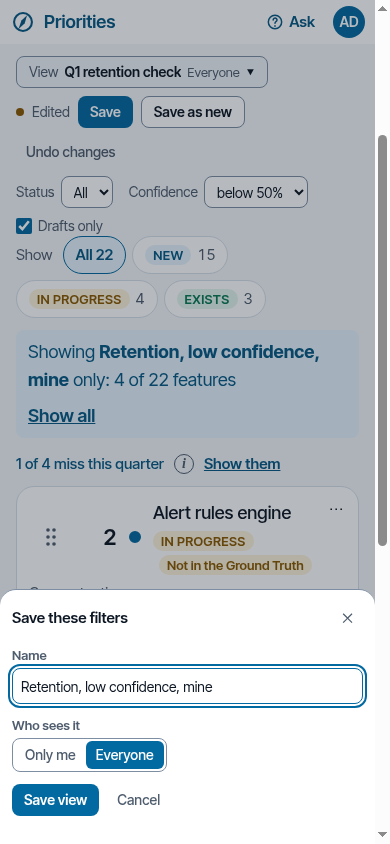 Priorities
Ask
AD
View Q1 retention check Everyone
Edited
Save
Save as new
Undo changes
Status All
Confidence below 50%
Drafts only
Show
All 22
NEW 15
IN PROGRESS 4
EXISTS 3
Showing Retention, low confidence,
mine only: 4 of 22 features
Show all
1 of 4 miss this quarter
i
Show them
Alert rules engine
2
IN PROGRESS
Not in the Ground Truth
Save these filters
Name
Retention, low confidence, mine
Who sees it
Only me
Everyone
Save view
Cancel